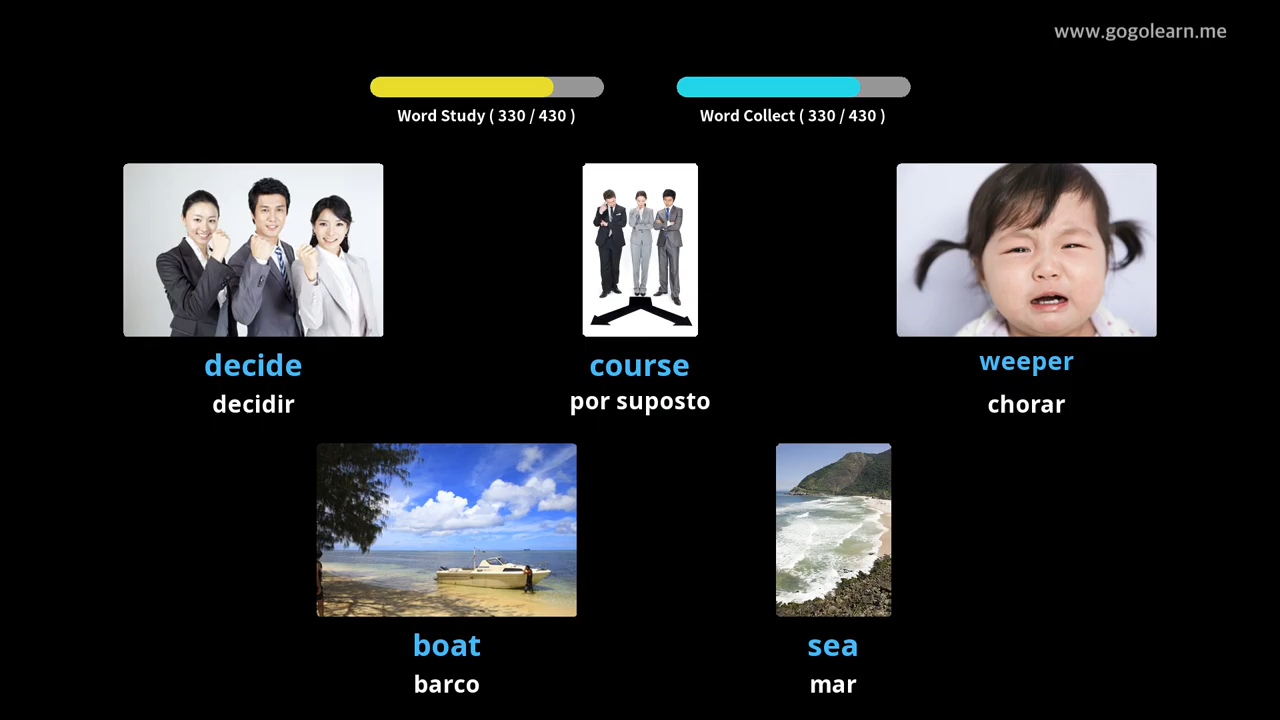 www.gogolearn.me
Word Study ( 330 / 430 )
Word Collect ( 330 / 430 )
decide
decidir
course
por suposto
weeper
chorar
boat
barco
sea
mar